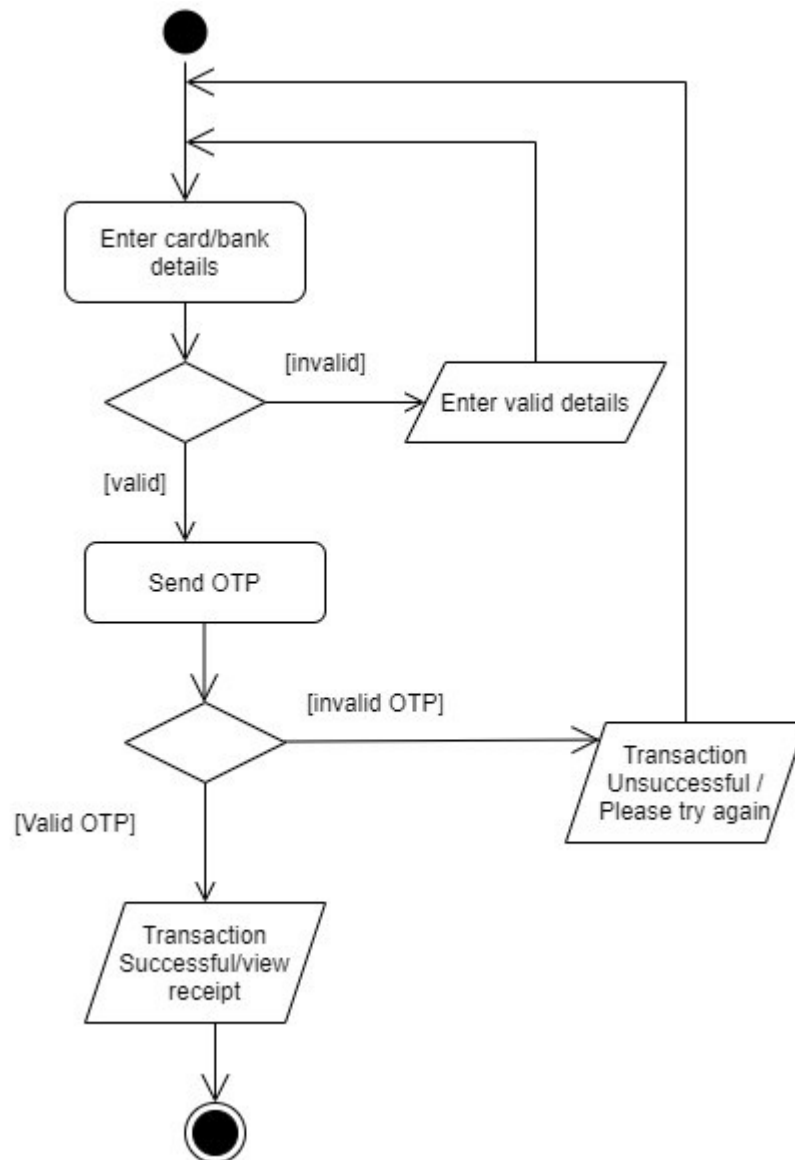 Enter card/bank
details
[invalid]
Enter valid details
[valid]
Send OTP
[invalid OTP]
Transaction
Unsuccessful /
Please try again
[Valid OTP]
Transaction
Successful/view
receipt